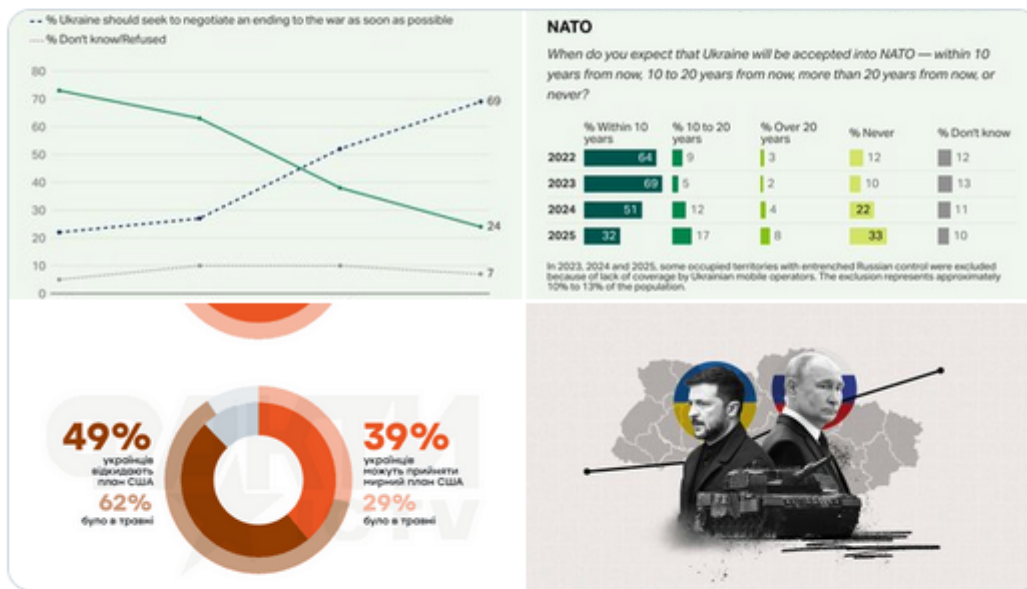 % Ukraine should seek to negotiate an ending to the war as soon as possible
% Don't know/Refused
80
70
60
50
40
30
20
10
0
69
24
7
NATO
When do you expect that Ukraine will be accepted into NATO — within 10
years from now, 10 to 20 years from now, more than 20 years from now, or
never?
% Within 10 years % 10 to 20 years % Over 20 years % Never % Don't know
2022 64 9 3 12 12
2023 69 5 2 10 13
2024 51 12 4 22 11
2025 32 17 8 33 10
In 2023, 2024 and 2025, some occupied territories with entrenched Russian control were excluded
because of lack of coverage by Ukrainian mobile operators. The exclusion represents approximately
10% to 13% of the population.
49%
українців
відкидають
план США
62%
було в травні
39%
українців
можуть прийняти
мирний план США
29%
було в травні